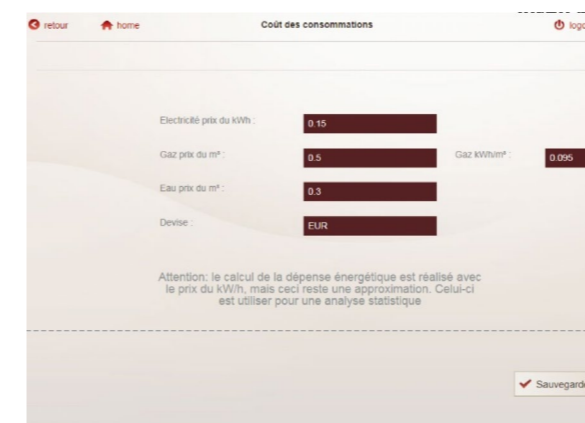 retour home Coût des consommations
Electricité prix du kWh : 0.15
Gaz prix du m³ : 0.5 Gaz kWh/m³ : 0.095
Eau prix du m³ : 0.3
Devise : EUR
Attention: le calcul de la dépense énergétique est réalisé avec
le prix du kW/h, mais ceci reste une approximation. Celui-ci
est utiliser pour une analyse statistique